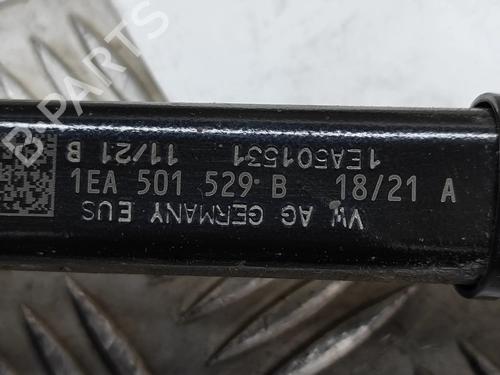 1EA501531 11/21 B
1EA 501 529 B 18/21 A
VW AG GERMANY EUS
B-PARTS